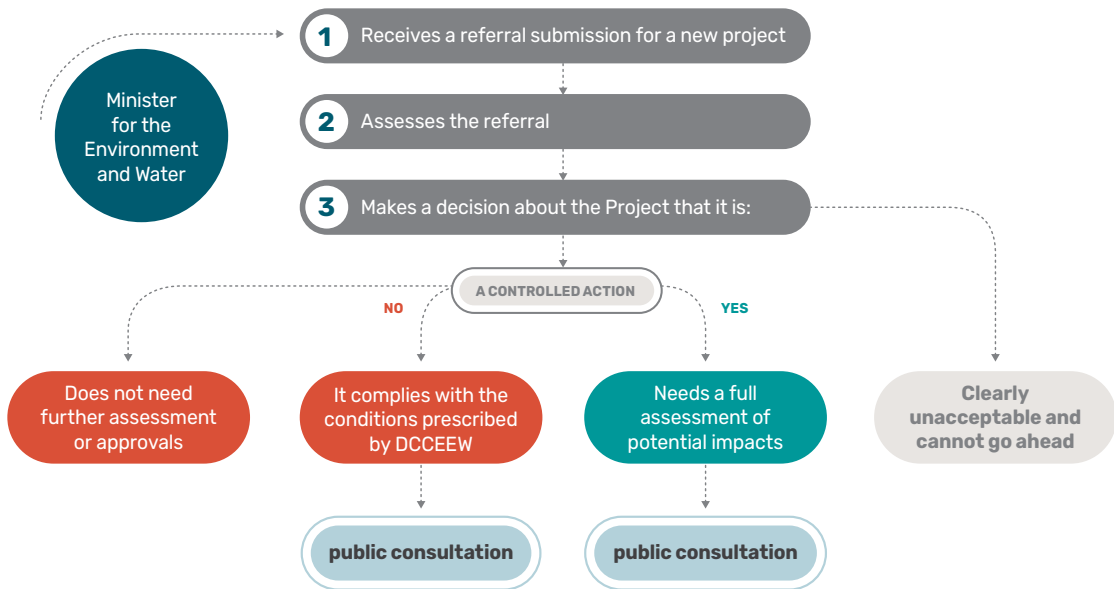 Minister
for the
Environment
and Water
1 Receives a referral submission for a new project
2 Assesses the referral
3 Makes a decision about the Project that it is:
A CONTROLLED ACTION
NO
YES
Does not need
further assessment
or approvals
It complies with the
conditions prescribed
by DCCEEW
Needs a full
assessment of
potential impacts
Clearly
unacceptable and
cannot go ahead
public consultation
public consultation